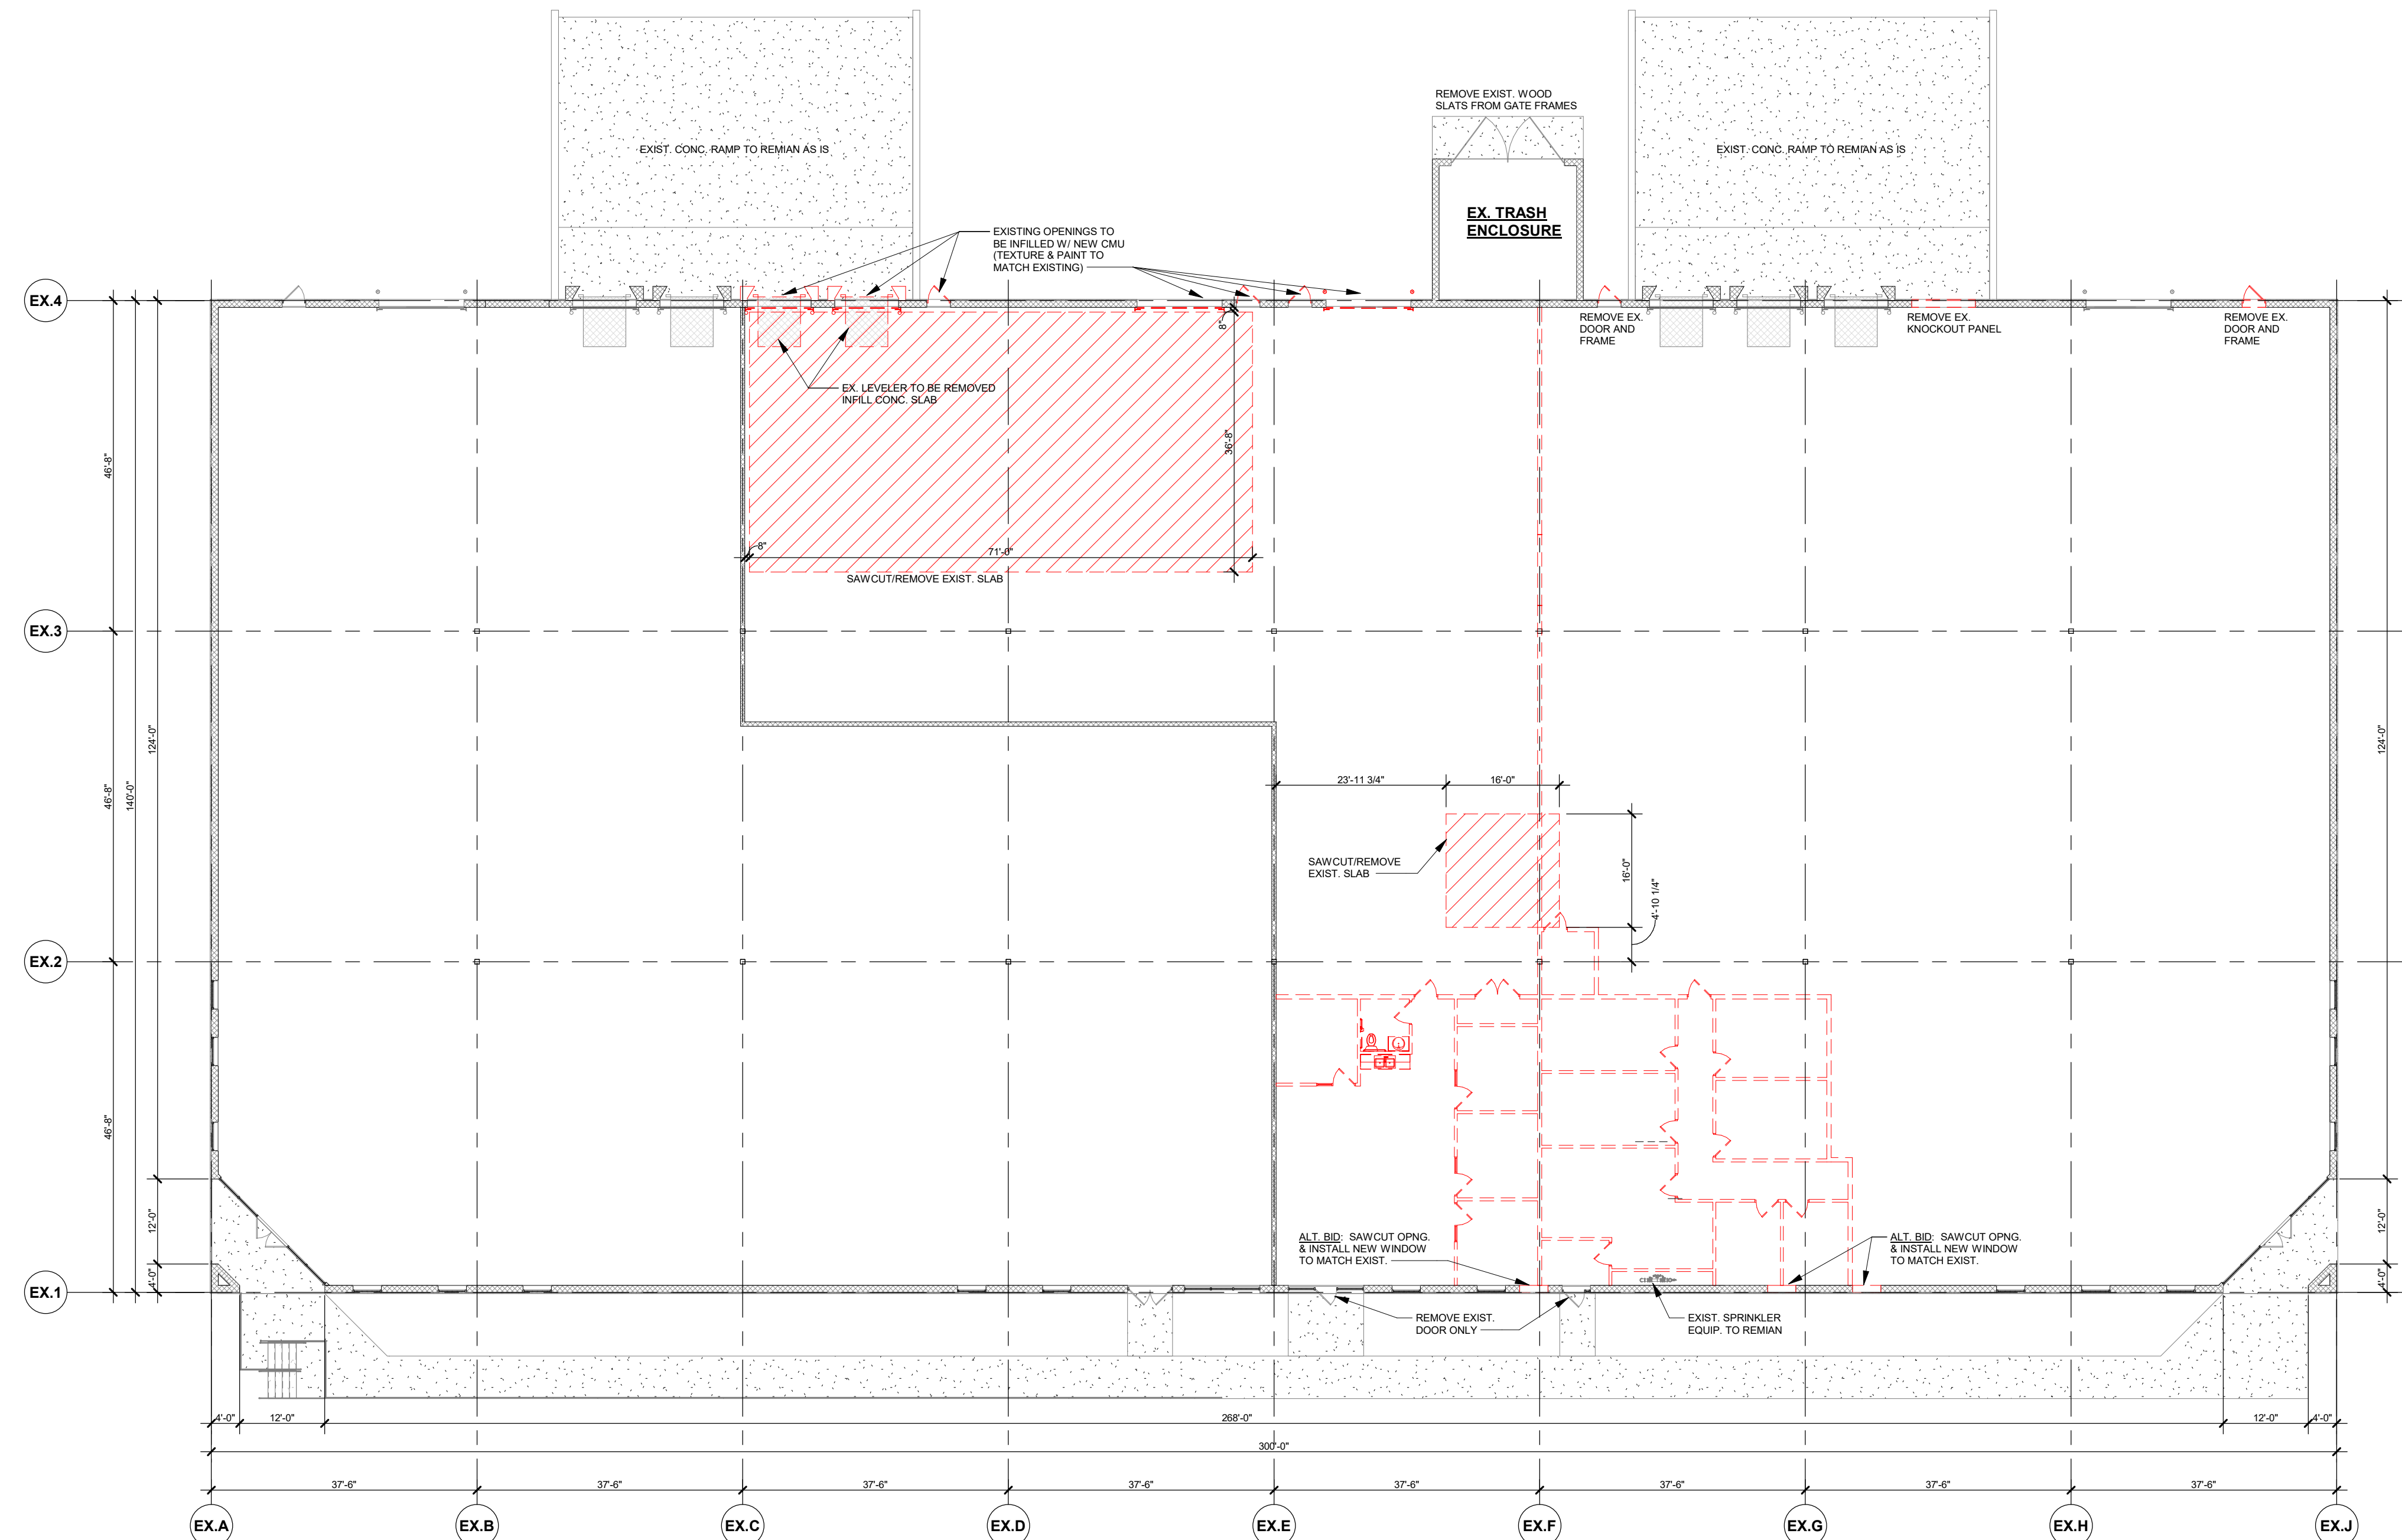 REMOVE EXIST. WOOD
SLATS FROM GATE FRAMES
EXIST. CONC. RAMP TO REMIAN AS IS
EXIST. CONC. RAMP TO REMIAN AS IS
EX. TRASH
ENCLOSURE
EXISTING OPENINGS TO
BE INFILLED W/ NEW CMU
(TEXTURE & PAINT TO
MATCH EXISTING)
EX.4
REMOVE EX.
DOOR AND
FRAME
REMOVE EX.
KNOCKOUT PANEL
REMOVE EX.
DOOR AND
FRAME
8"
EX. LEVELER TO BE REMOVED
INFILL CONC. SLAB
46'-8"
36'-8"
8"
71'-0"
SAWCUT/REMOVE EXIST. SLAB
EX.3
124'-0"
124'-0"
46'-8"
140'-0"
23'-11 3/4"
16'-0"
SAWCUT/REMOVE
EXIST. SLAB
16'-0"
4'-10 1/4"
EX.2
46'-8"
12'-0"
12'-0"
ALT. BID: SAWCUT OPNG.
& INSTALL NEW WINDOW
TO MATCH EXIST.
ALT. BID: SAWCUT OPNG.
& INSTALL NEW WINDOW
TO MATCH EXIST.
4'-0"
4'-0"
EX.1
REMOVE EXIST.
DOOR ONLY
EXIST. SPRINKLER
EQUIP. TO REMIAN
4'-0"
12'-0"
268'-0"
12'-0"
4'-0"
300'-0"
37'-6"
37'-6"
37'-6"
37'-6"
37'-6"
37'-6"
37'-6"
37'-6"
EX.A
EX.B
EX.C
EX.D
EX.E
EX.F
EX.G
EX.H
EX.J